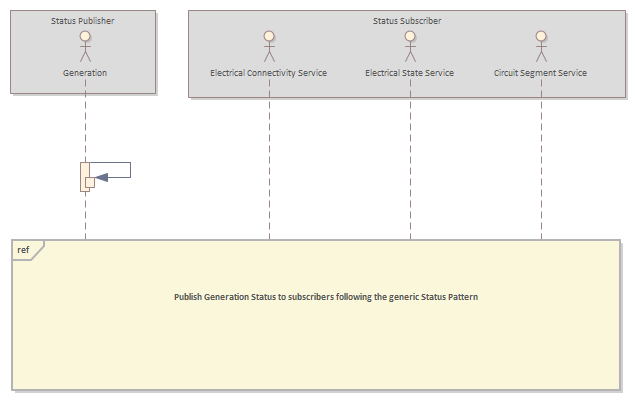 Status Publisher
Status Subscriber
Generation
Electrical Connectivity Service
Electrical State Service
Circuit Segment Service
ref
Publish Generation Status to subscribers following the generic Status Pattern